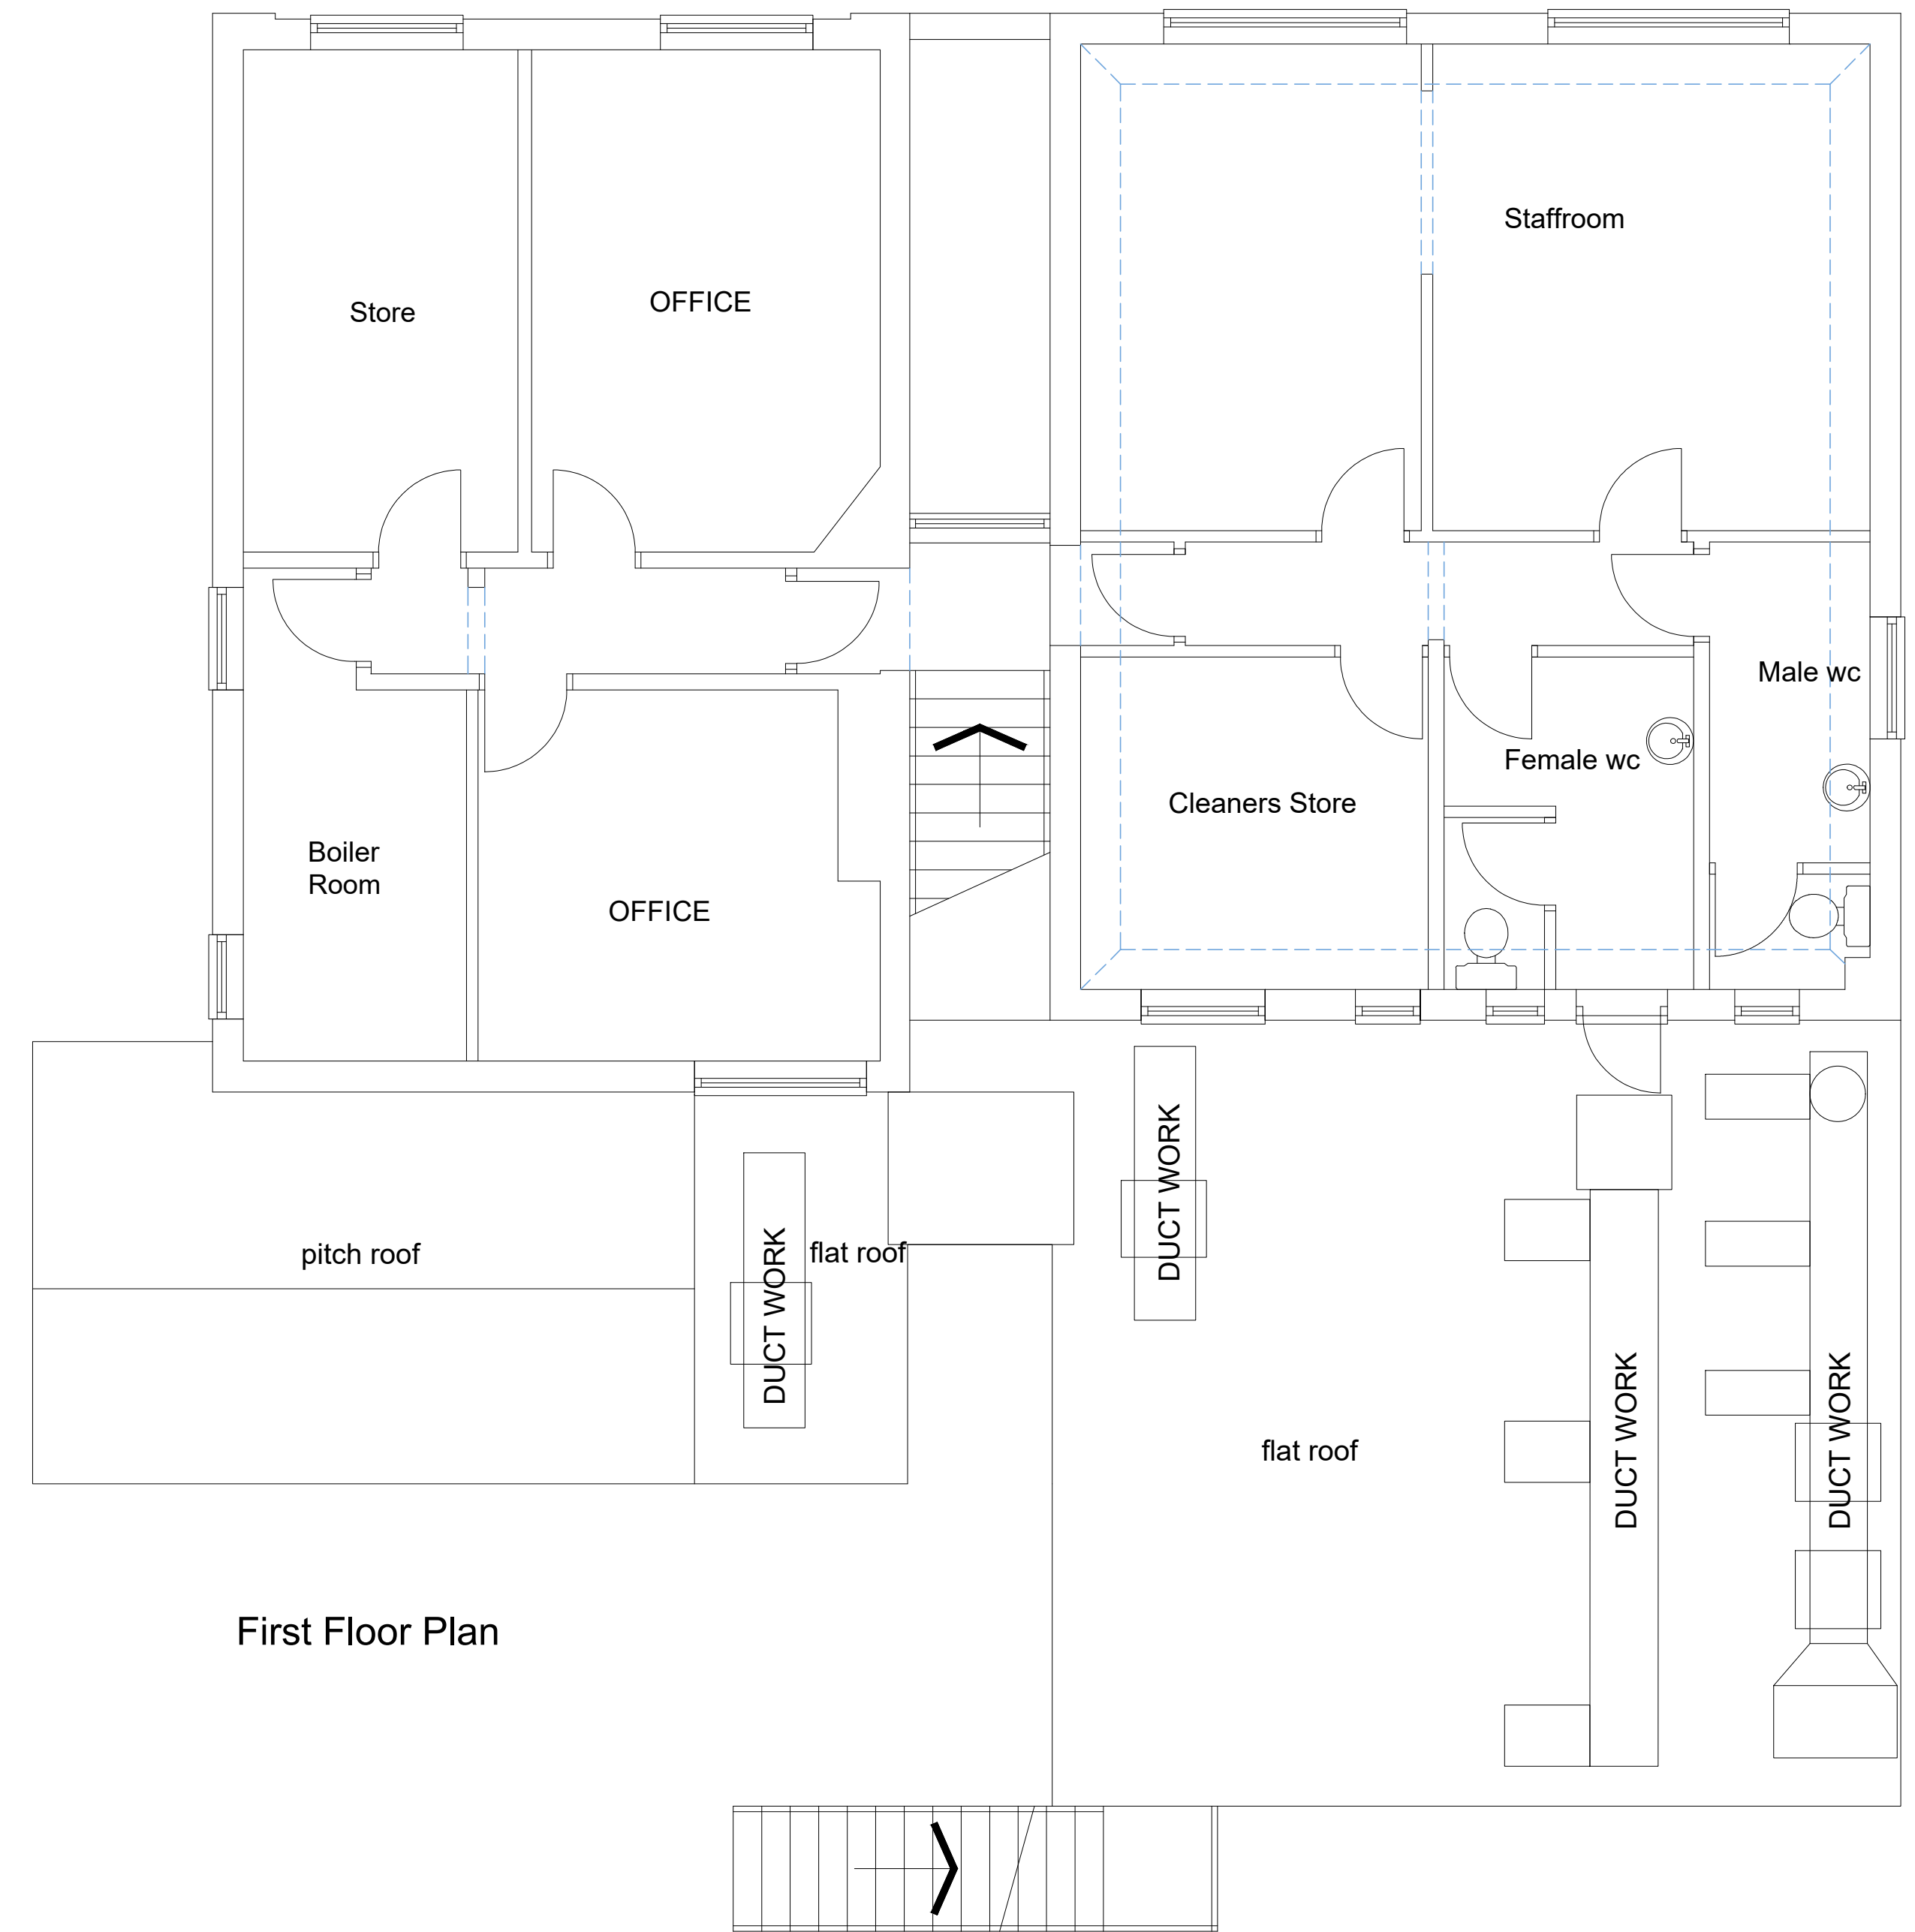 Staffroom
Store
OFFICE
Male wc
Female wc
Cleaners Store
Boiler
Room
OFFICE
DUCT WORK
pitch roof
DUCT WORK
flat roof
flat roof
DUCT WORK
DUCT WORK
First Floor Plan